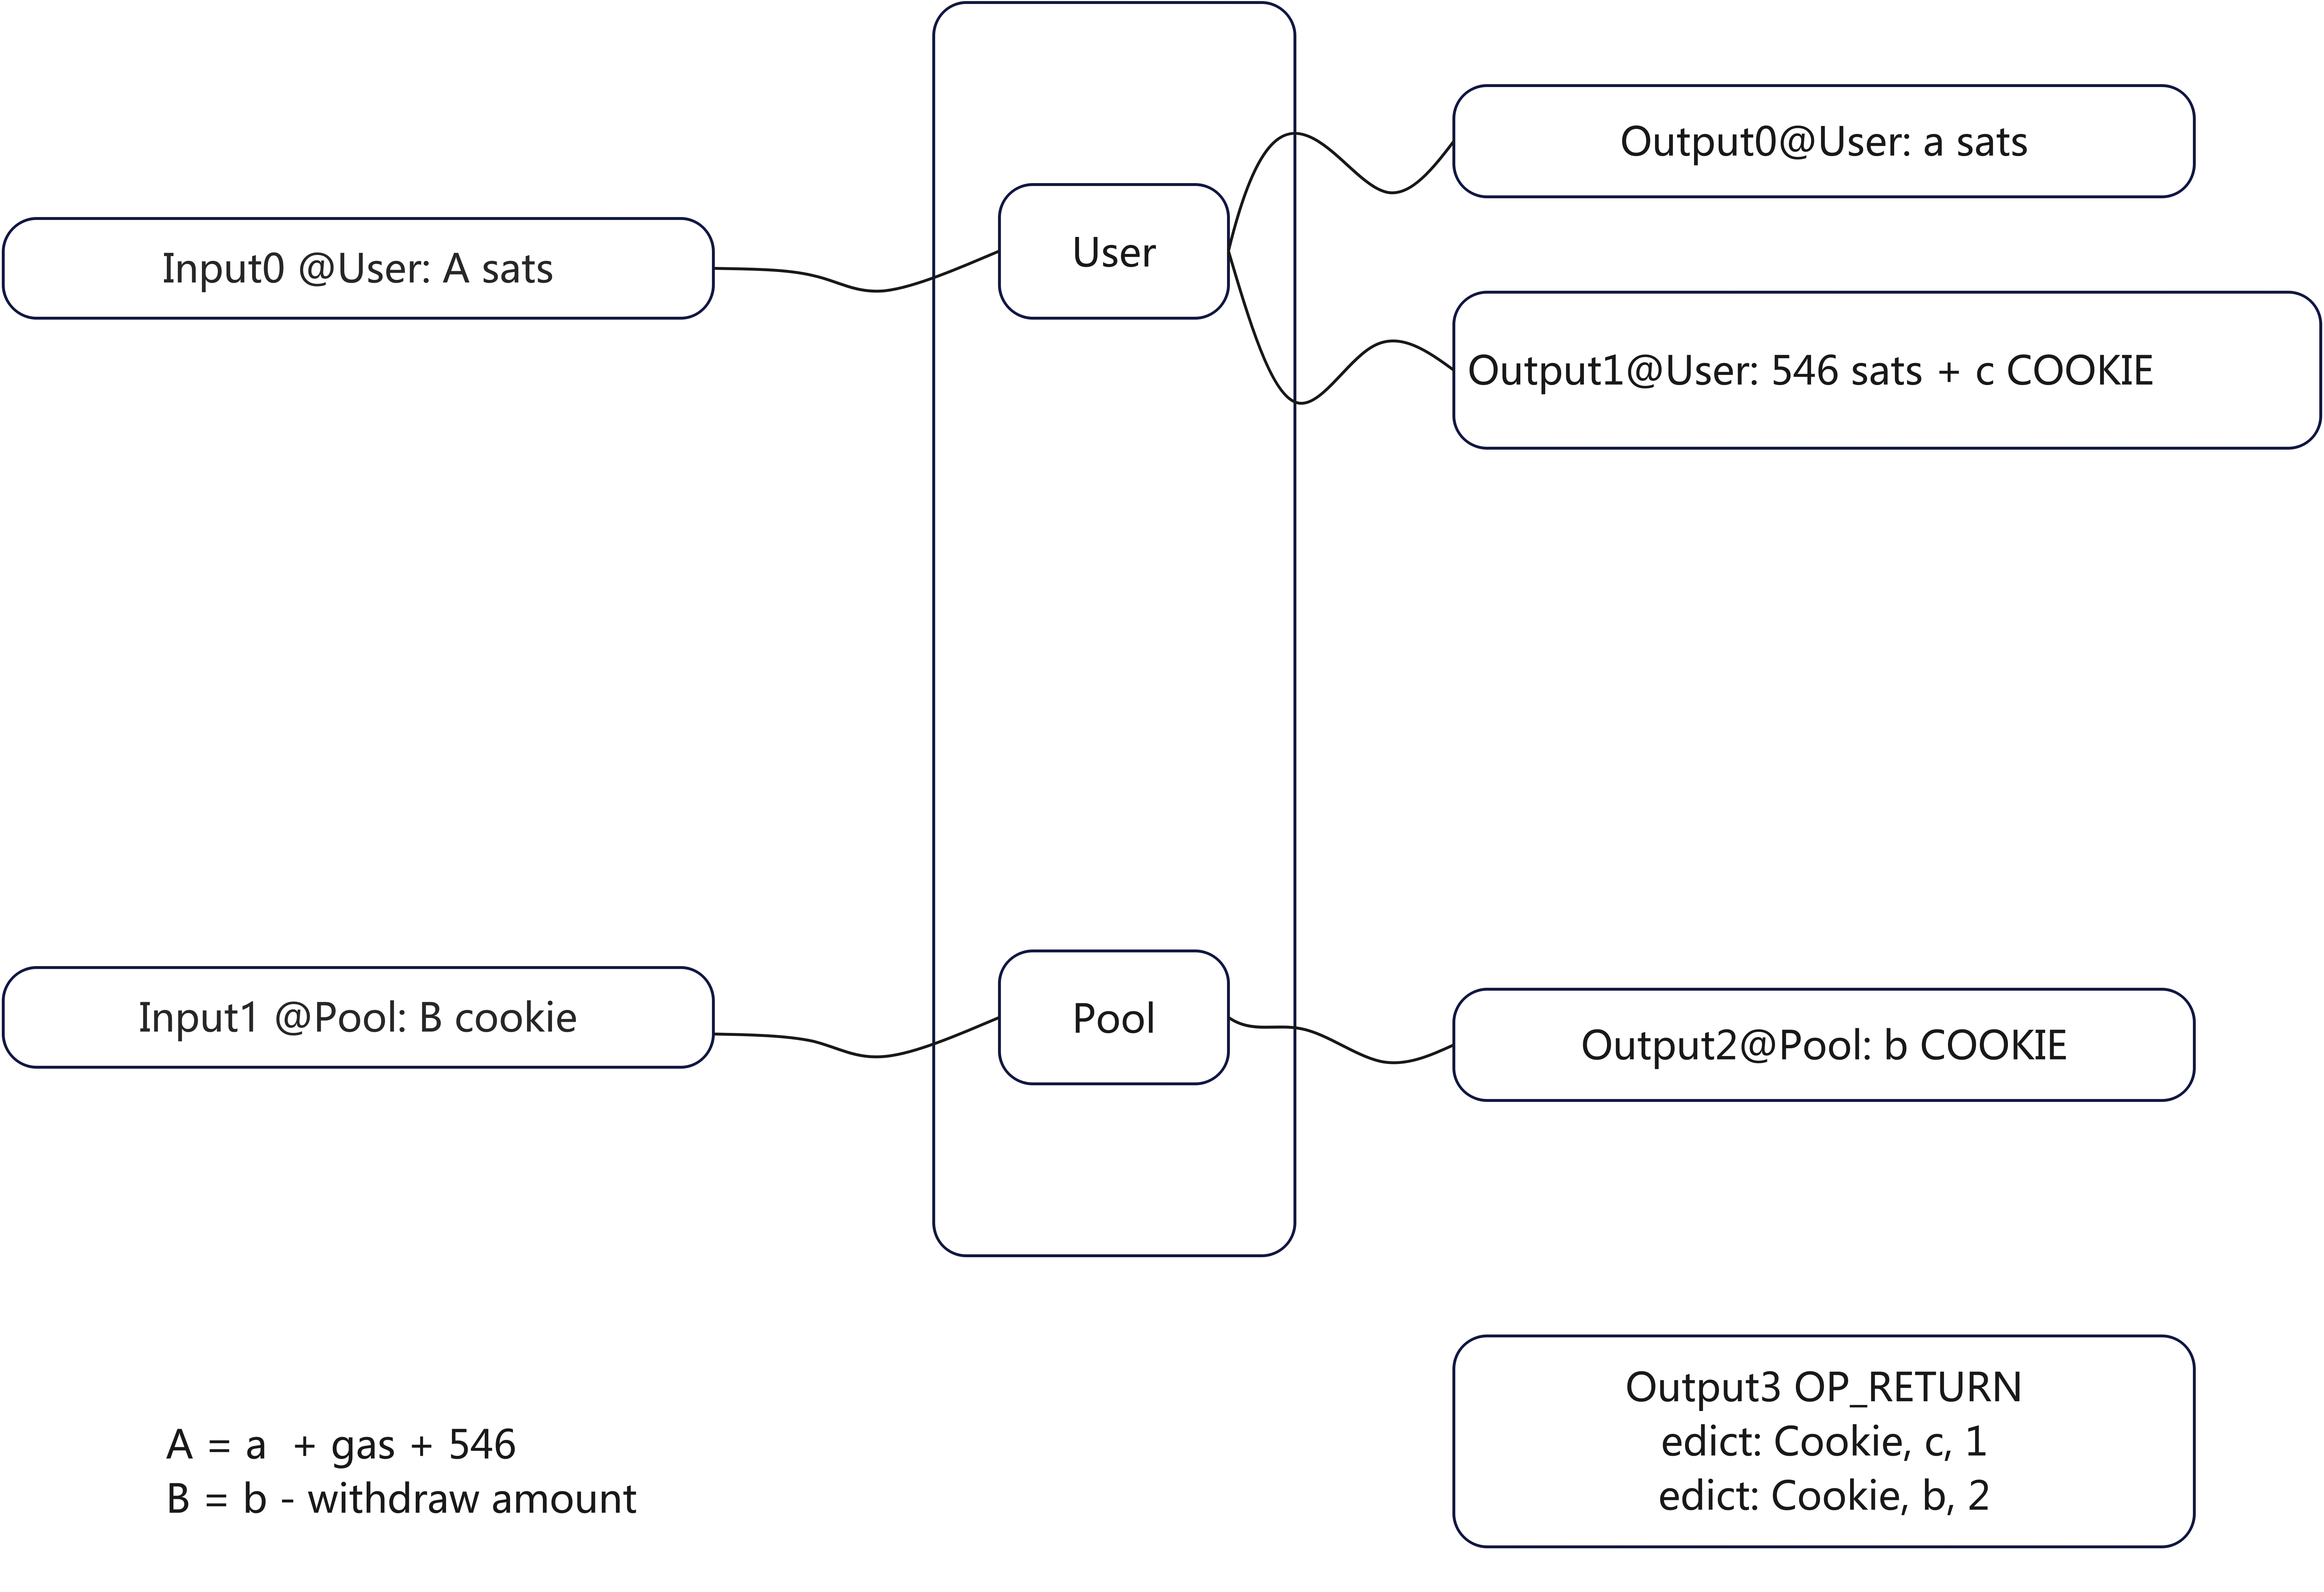 Output0@User: a sats
User
Input0 @User: A sats
Output1@User: 546 sats + c COOKIE
Pool
Input1 @Pool: B cookie
Output2@Pool: b COOKIE
Output3 OP_RETURN
edict: Cookie, c, 1
edict: Cookie, b, 2
A = a  + gas + 546
B = b - withdraw amount